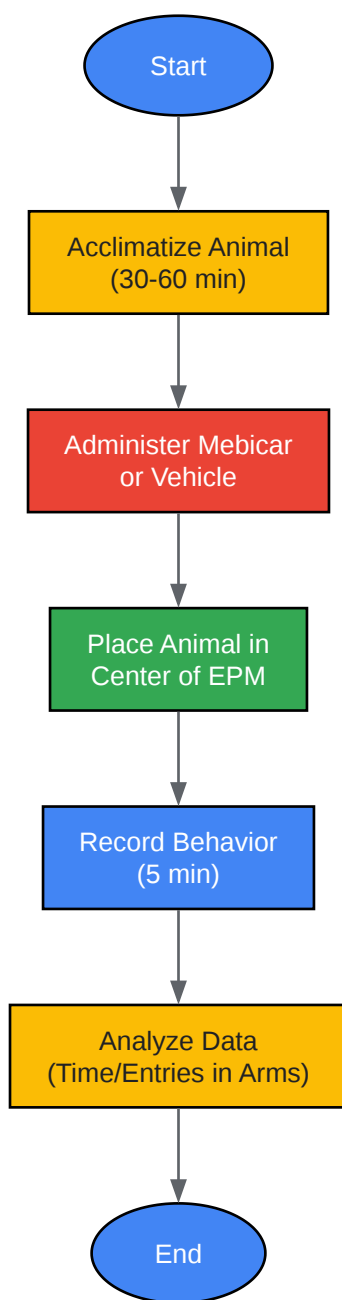 Start
Acclimatize Animal
(30-60 min)
Administer Mebicar
or Vehicle
Place Animal in
Center of EPM
Record Behavior
(5 min)
Analyze Data
(Time/Entries in Arms)
End